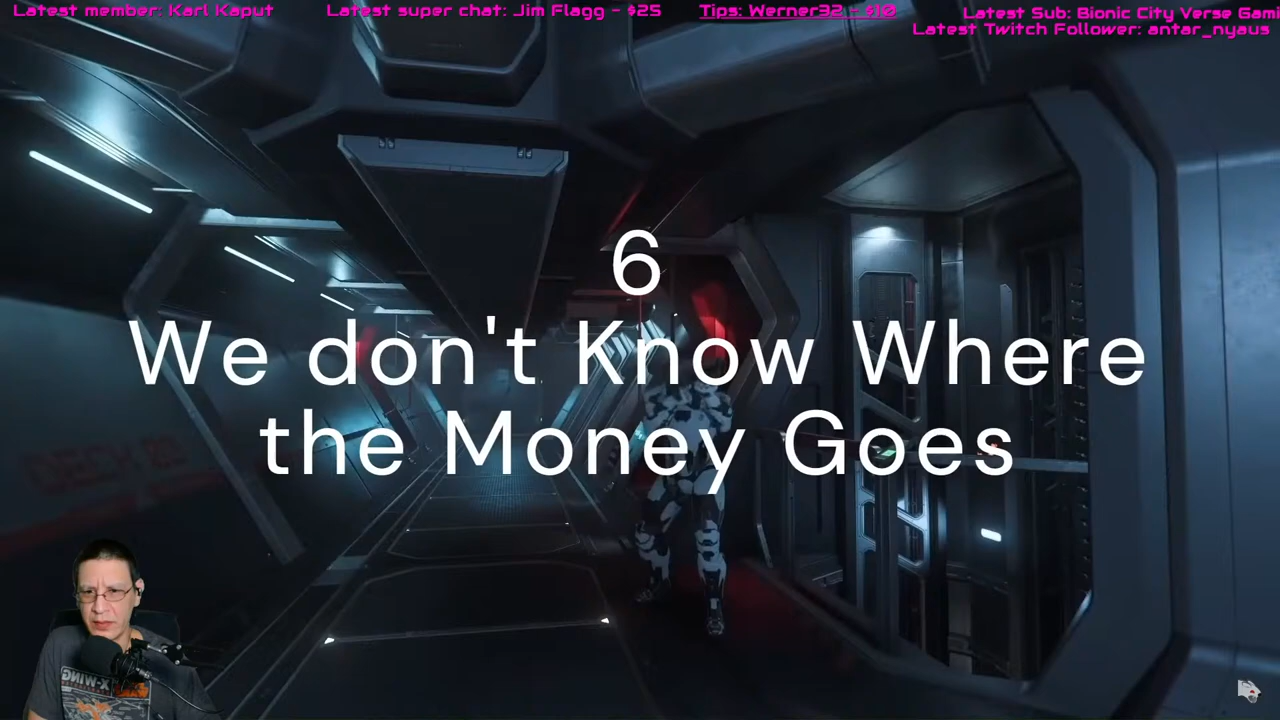 Latest member: Karl Kaput
Latest super chat: Jim Flagg - $25
Tips: Werner32 - $10
Latest Sub: Bionic City Verse Gami
Latest Twitch Follower: antar_nyaus
6
We don't Know Where
the Money Goes
X-WING